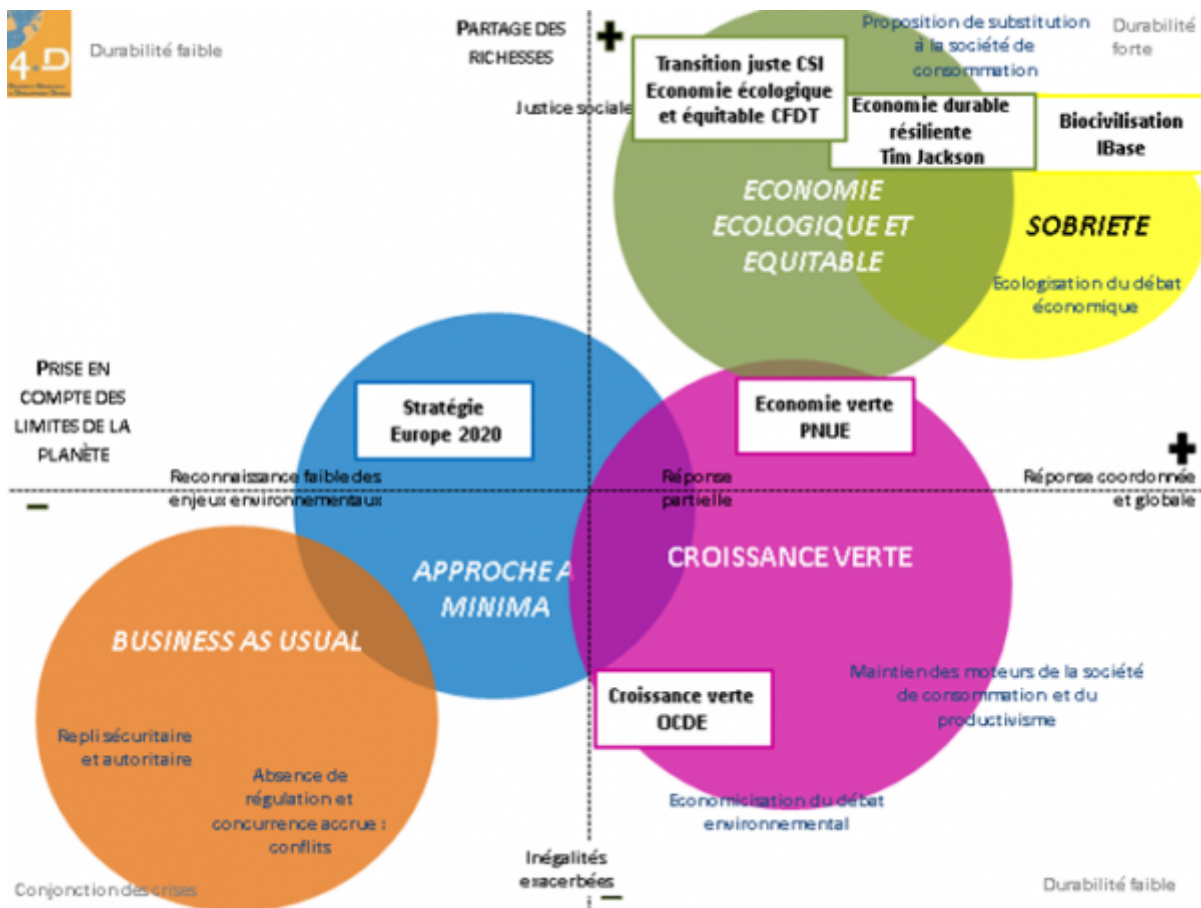 4.D
Durabilité faible
PARTAGE DES
RICHESSES
+
Proposition de substitution
à la société de
consommation
Durabilité
forte
Justice sociale
Transition juste CSI
Economie écologique
et équitable CFDT
Economie durable
résiliente
Tim Jackson
Biocivilisation
IBase
ECONOMIE
ECOLOGIQUE ET
EQUITABLE
SOBRIETE
Ecologisation du débat
économique
PRISE EN
COMPTE DES
LIMITES DE LA
PLANÈTE
Stratégie
Europe 2020
Economie verte
PNUE
+
Reconnaissance faible des
enjeux environnementaux
Réponse
partielle
Réponse coordonnée
et globale
−
APPROCHE A
MINIMA
CROISSANCE VERTE
BUSINESS AS USUAL
Croissance verte
OCDE
Maintien des moteurs de la société
de consommation et du
productivisme
Repli sécuritaire
et autoritaire
Absence de
régulation et
concurrence accrue :
conflits
Economicisation du débat
environnemental
Inégalités
exacerbées
−
Conjonction des crises
Durabilité faible